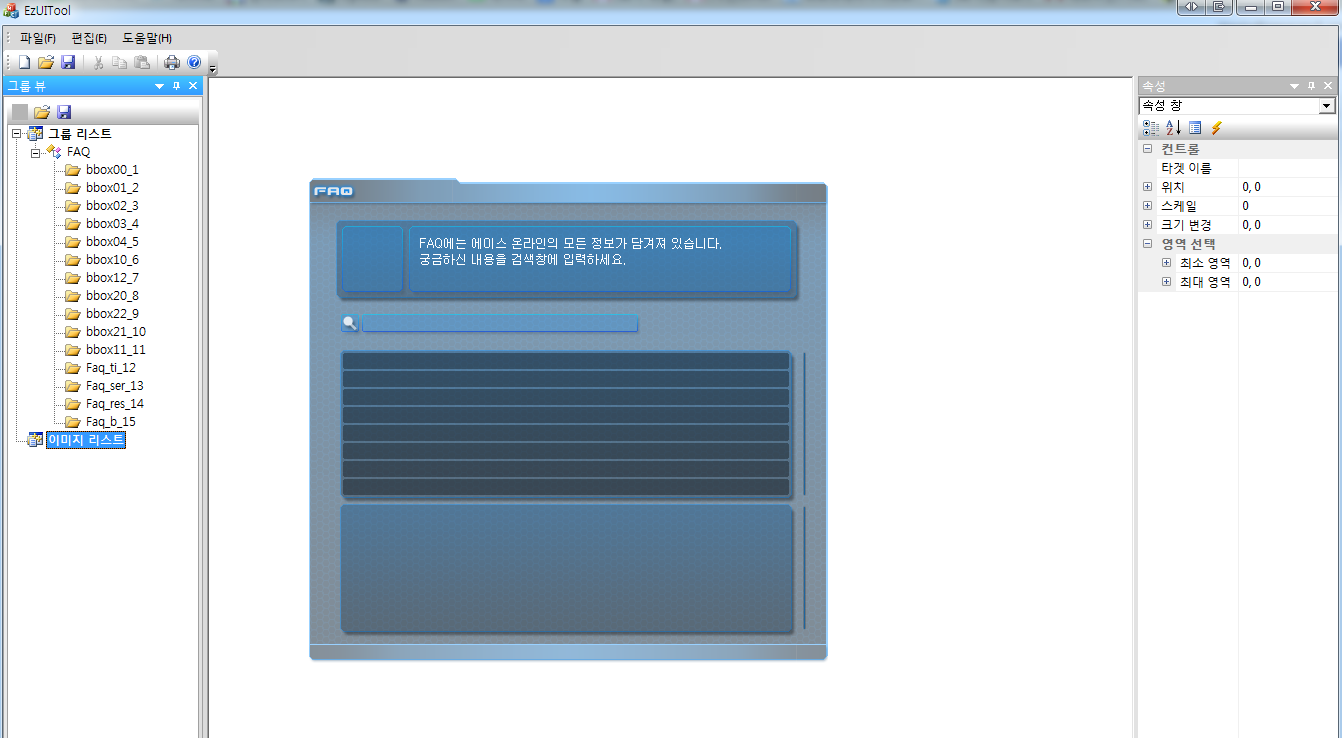 EzUITool
파일(F) 편집(E) 도움말(H)
그룹 뷰
그룹 리스트
FAQ
bbox00_1
bbox01_2
bbox02_3
bbox03_4
bbox04_5
bbox10_6
bbox12_7
bbox20_8
bbox22_9
bbox21_10
bbox11_11
Faq_ti_12
Faq_ser_13
Faq_res_14
Faq_b_15
이미지 리스트
FAQ
FAQ에는 에이스 온라인의 모든 정보가 담겨져 있습니다.
궁금하신 내용을 검색창에 입력하세요.
속성
속성 창
컨트롤
타겟 이름
위치 0, 0
스케일 0
크기 변경 0, 0
영역 선택
최소 영역 0, 0
최대 영역 0, 0